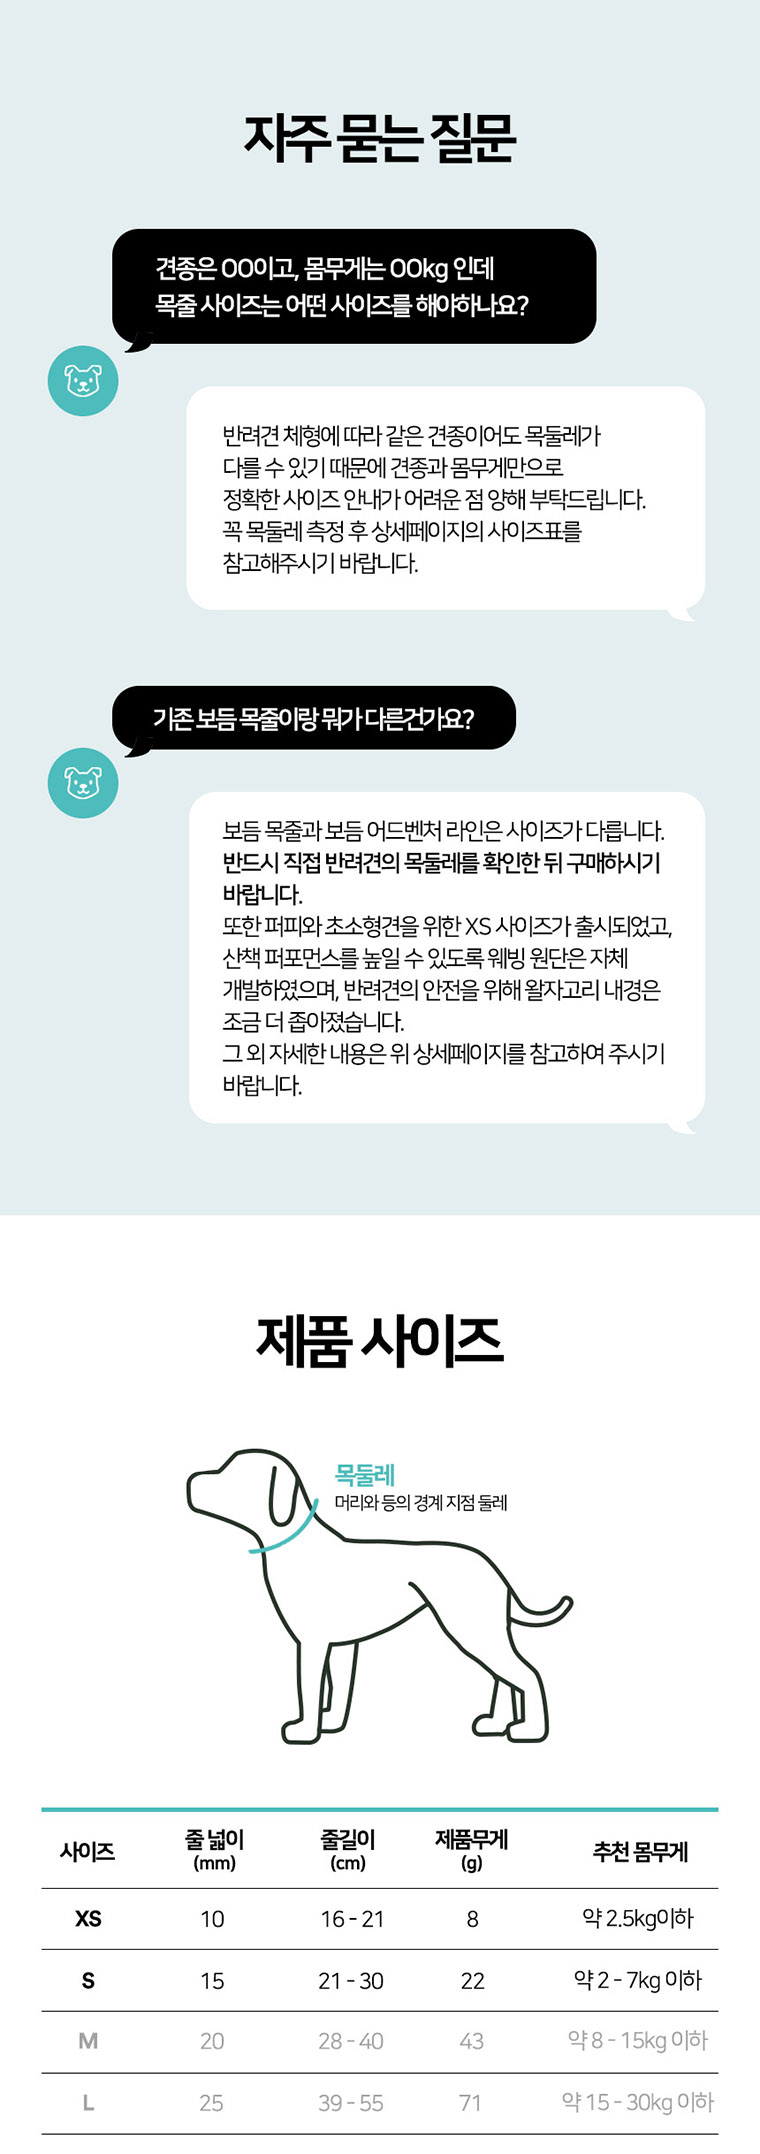 자주 묻는 질문
견종은 OO이고, 몸무게는 OOkg 인데
목줄 사이즈는 어떤 사이즈를 해야하나요?
반려견 체형에 따라 같은 견종이어도 목둘레가
다를 수 있기 때문에 견종과 몸무게만으로
정확한 사이즈 안내가 어려운 점 양해 부탁드립니다.
꼭 목둘레 측정 후 상세페이지의 사이즈표를
참고해주시기 바랍니다.
기존 보듬 목줄이랑 뭐가 다른건가요?
보듬 목줄과 보듬 어드벤처 라인은 사이즈가 다릅니다.
반드시 직접 반려견의 목둘레를 확인한 뒤 구매하시기
바랍니다.
또한 퍼피와 초소형견을 위한 XS 사이즈가 출시되었고,
산책 퍼포먼스를 높일 수 있도록 웨빙 원단은 자체
개발하였으며, 반려견의 안전을 위해 왈자고리 내경은
조금 더 좁아졌습니다.
그 외 자세한 내용은 위 상세페이지를 참고하여 주시기
바랍니다.
제품 사이즈
목둘레
머리와 등의 경계 지점 둘레
사이즈 줄 넓이 (mm) 줄길이 (cm) 제품무게 (g) 추천 몸무게
XS 10 16 - 21 8 약 2.5kg이하
S 15 21 - 30 22 약 2 - 7kg 이하
M 20 28 - 40 43 약 8 - 15kg 이하
L 25 39 - 55 71 약 15 - 30kg 이하